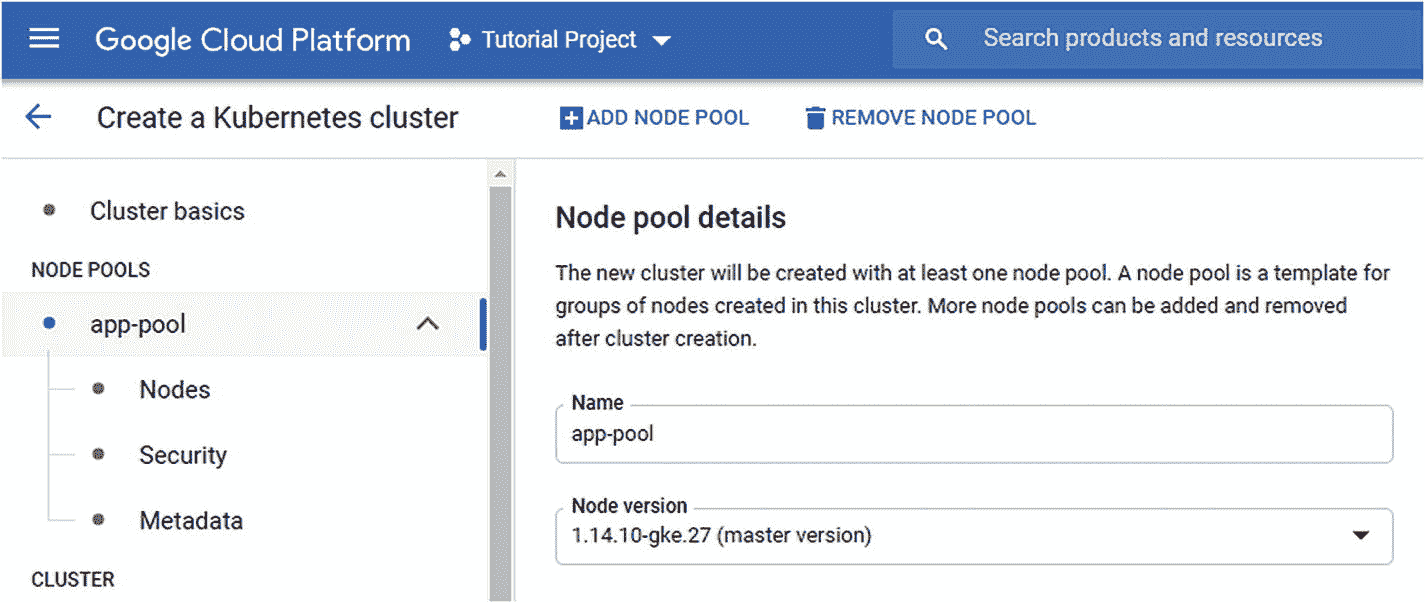 Google Cloud Platform
Tutorial Project
Search products and resources
Create a Kubernetes cluster
ADD NODE POOL
REMOVE NODE POOL
Cluster basics
NODE POOLS
app-pool
Nodes
Security
Metadata
CLUSTER
Node pool details
The new cluster will be created with at least one node pool. A node pool is a template for
groups of nodes created in this cluster. More node pools can be added and removed
after cluster creation.
Name
app-pool
Node version
1.14.10-gke.27 (master version)